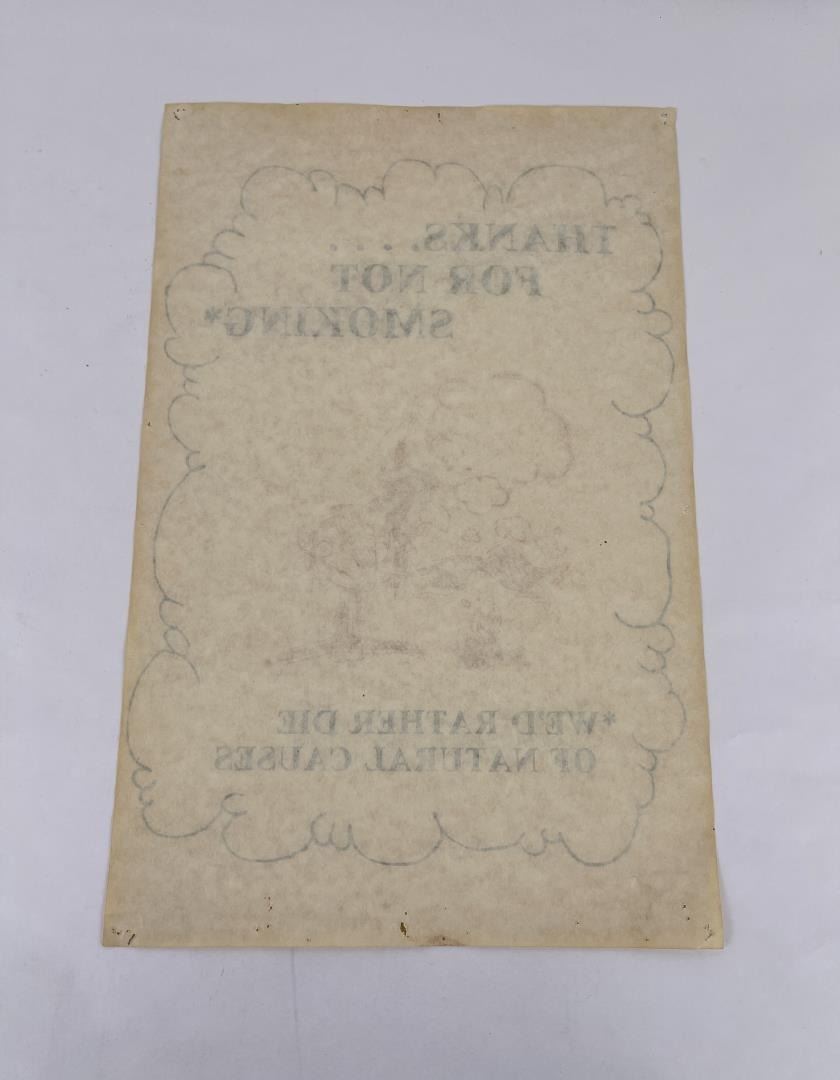 THANKS. . . .
FOR NOT
SMOKING*
*WE'D RATHER DIE
OF NATURAL CAUSES